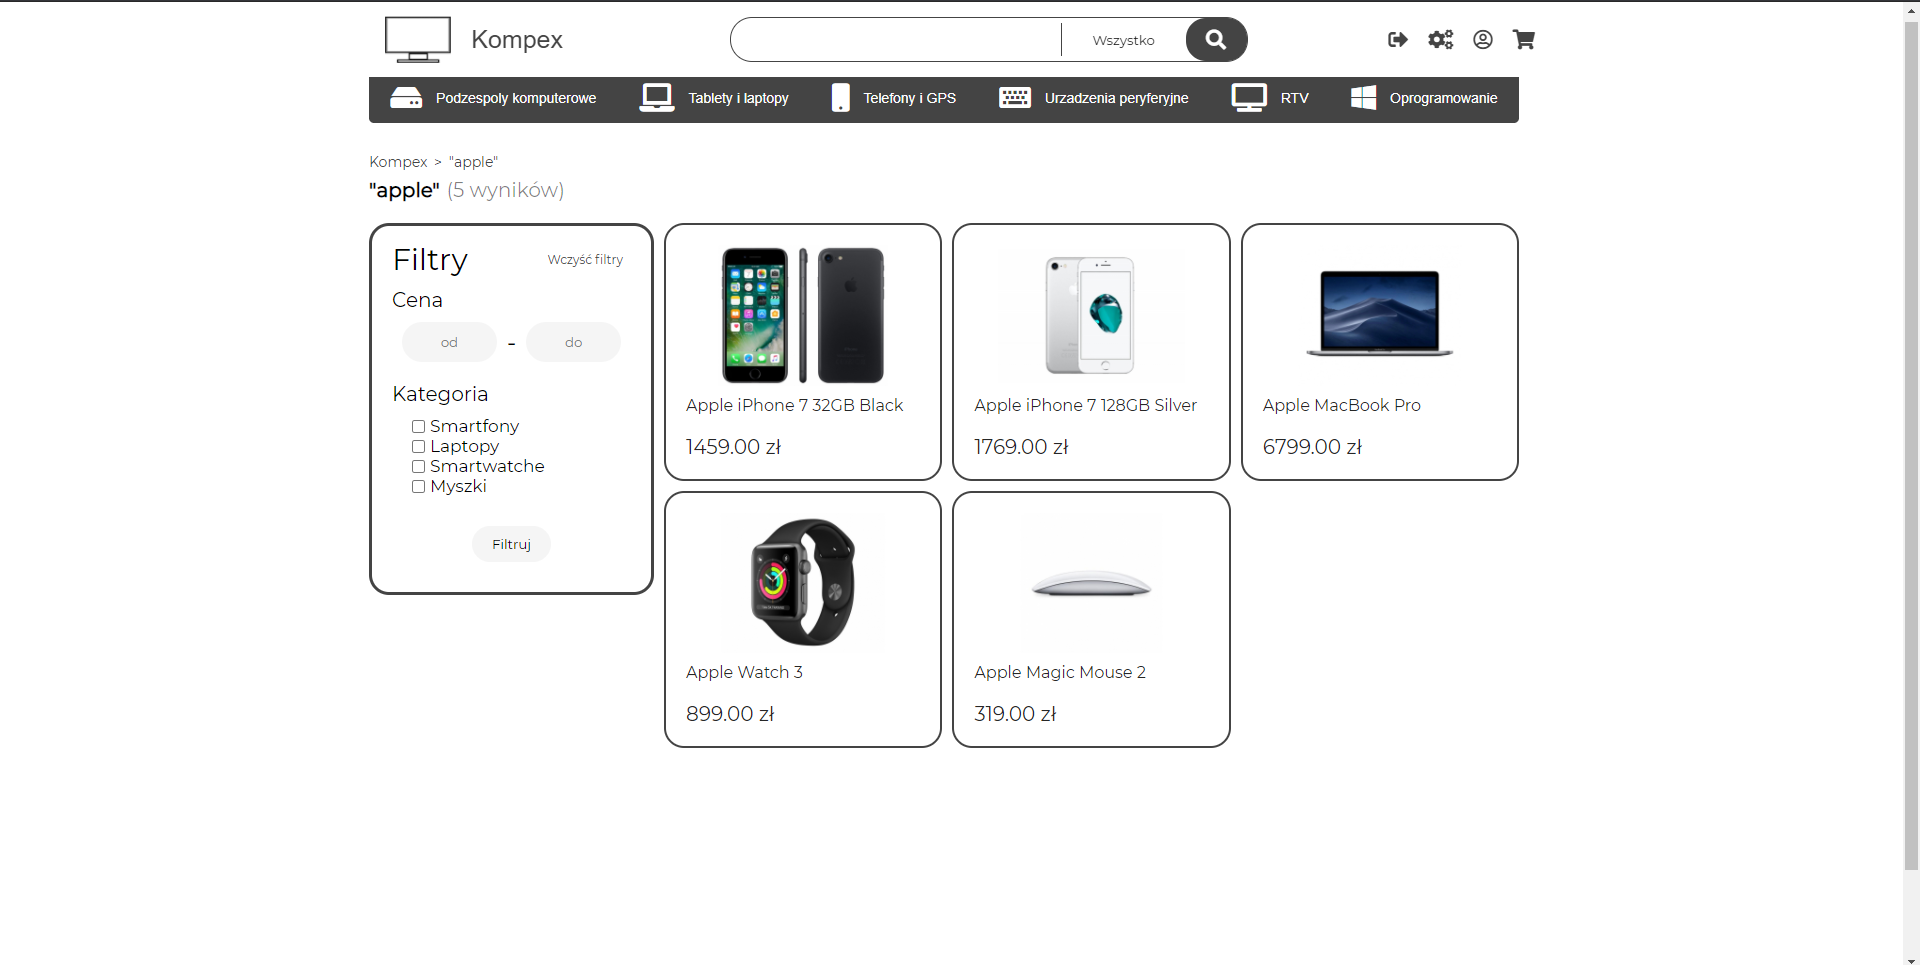 Kompex
Wszystko
Podzespoly komputerowe
Tablety i laptopy
Telefony i GPS
Urzadzenia peryferyjne
RTV
Oprogramowanie
Kompex > "apple"
"apple" (5 wyników)
Filtry
Wczyść filtry
Cena
od - do
Kategoria
Smartfony
Laptopy
Smartwatche
Myszki
Filtruj
Apple iPhone 7 32GB Black
1459.00 zł
Apple iPhone 7 128GB Silver
1769.00 zł
Apple MacBook Pro
6799.00 zł
Apple Watch 3
899.00 zł
Apple Magic Mouse 2
319.00 zł